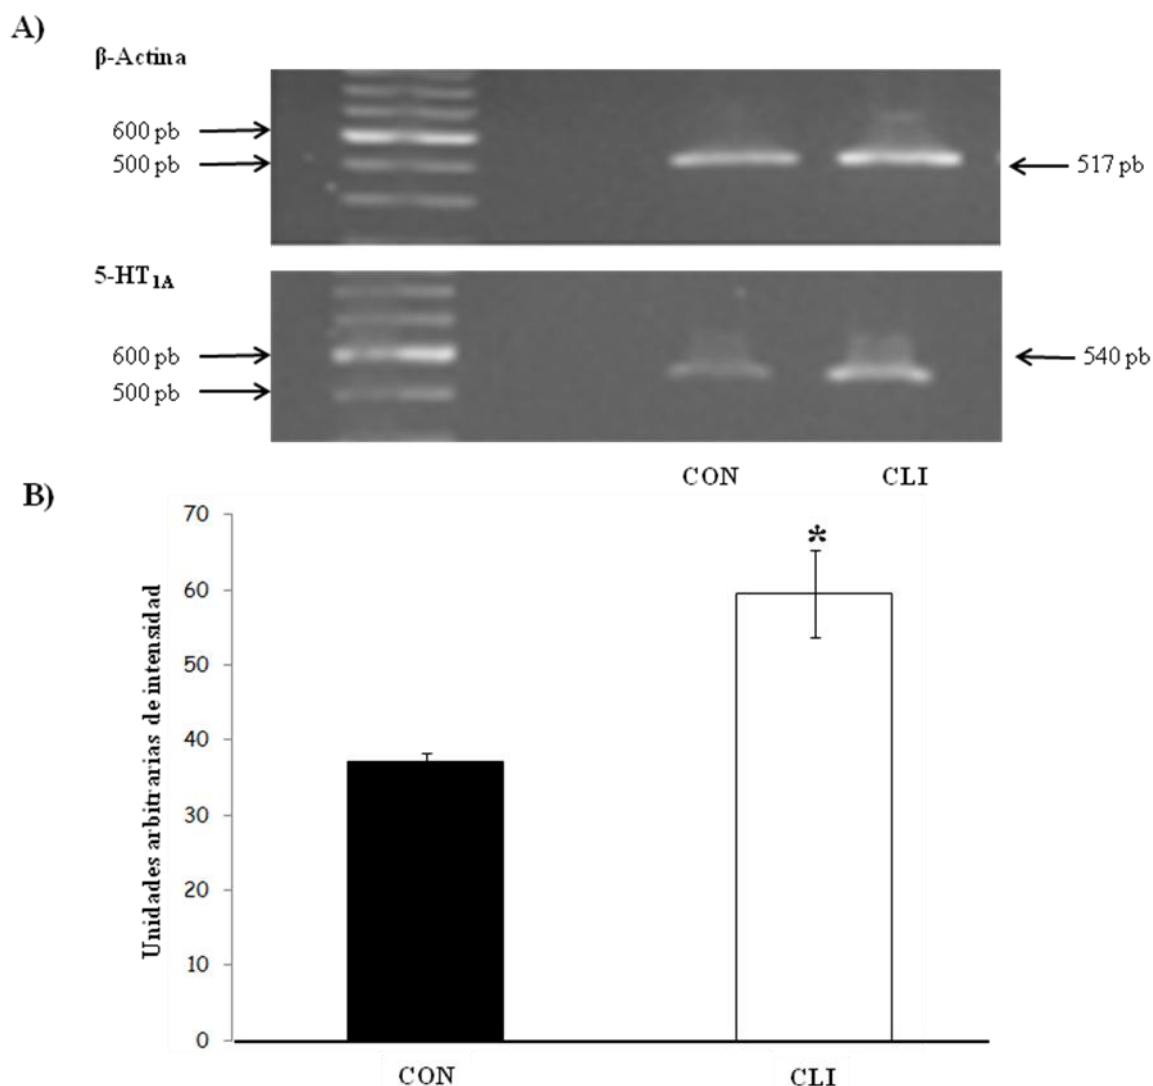 A)
β-Actina
600 pb
500 pb
517 pb
5-HT1A
600 pb
500 pb
540 pb
CON CLI
B)
Unidades arbitrarias de intensidad
70
60
50
40
30
20
10
0
*
CON CLI